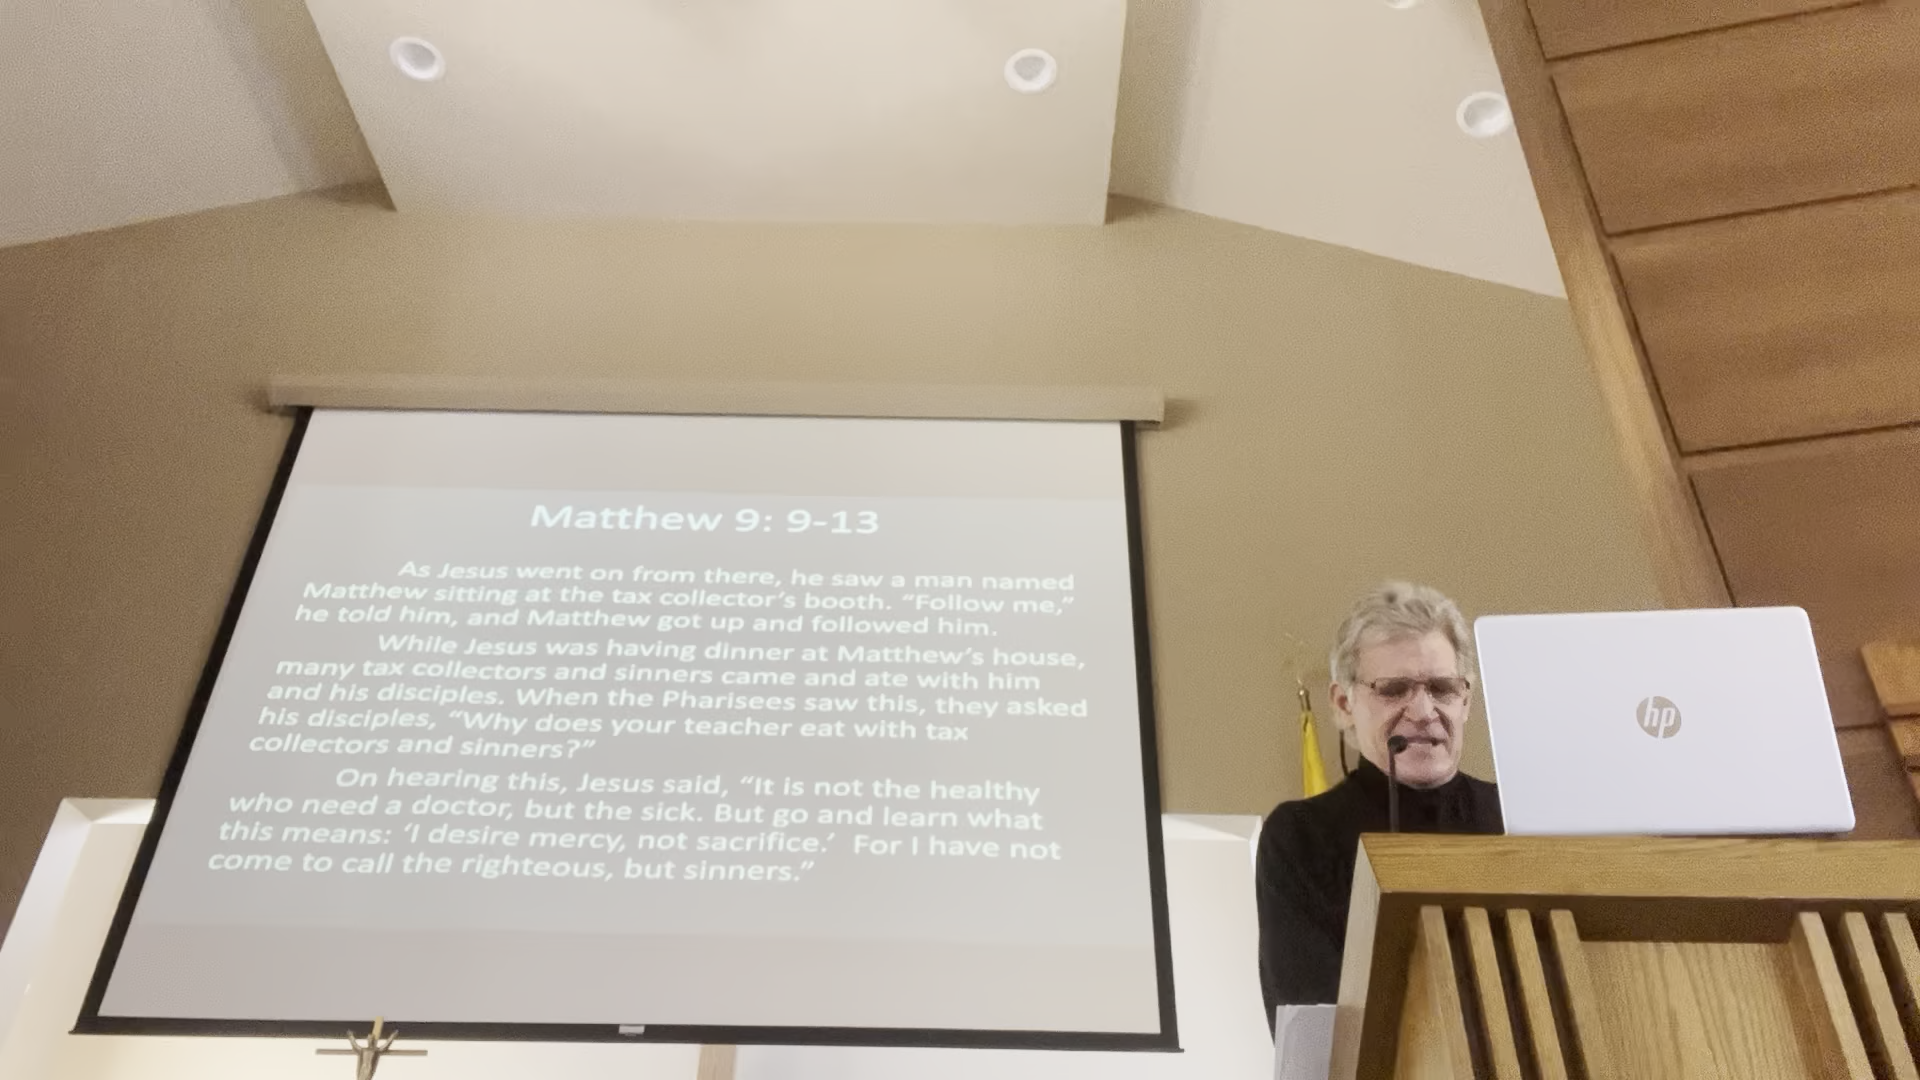 Matthew 9: 9-13
As Jesus went on from there, he saw a man named
Matthew sitting at the tax collector's booth. “Follow me,”
he told him, and Matthew got up and followed him.
While Jesus was having dinner at Matthew's house,
many tax collectors and sinners came and ate with him
and his disciples. When the Pharisees saw this, they asked
his disciples, “Why does your teacher eat with tax
collectors and sinners?”
On hearing this, Jesus said, “It is not the healthy
who need a doctor, but the sick. But go and learn what
this means: ‘I desire mercy, not sacrifice.’ For I have not
come to call the righteous, but sinners.”
hp